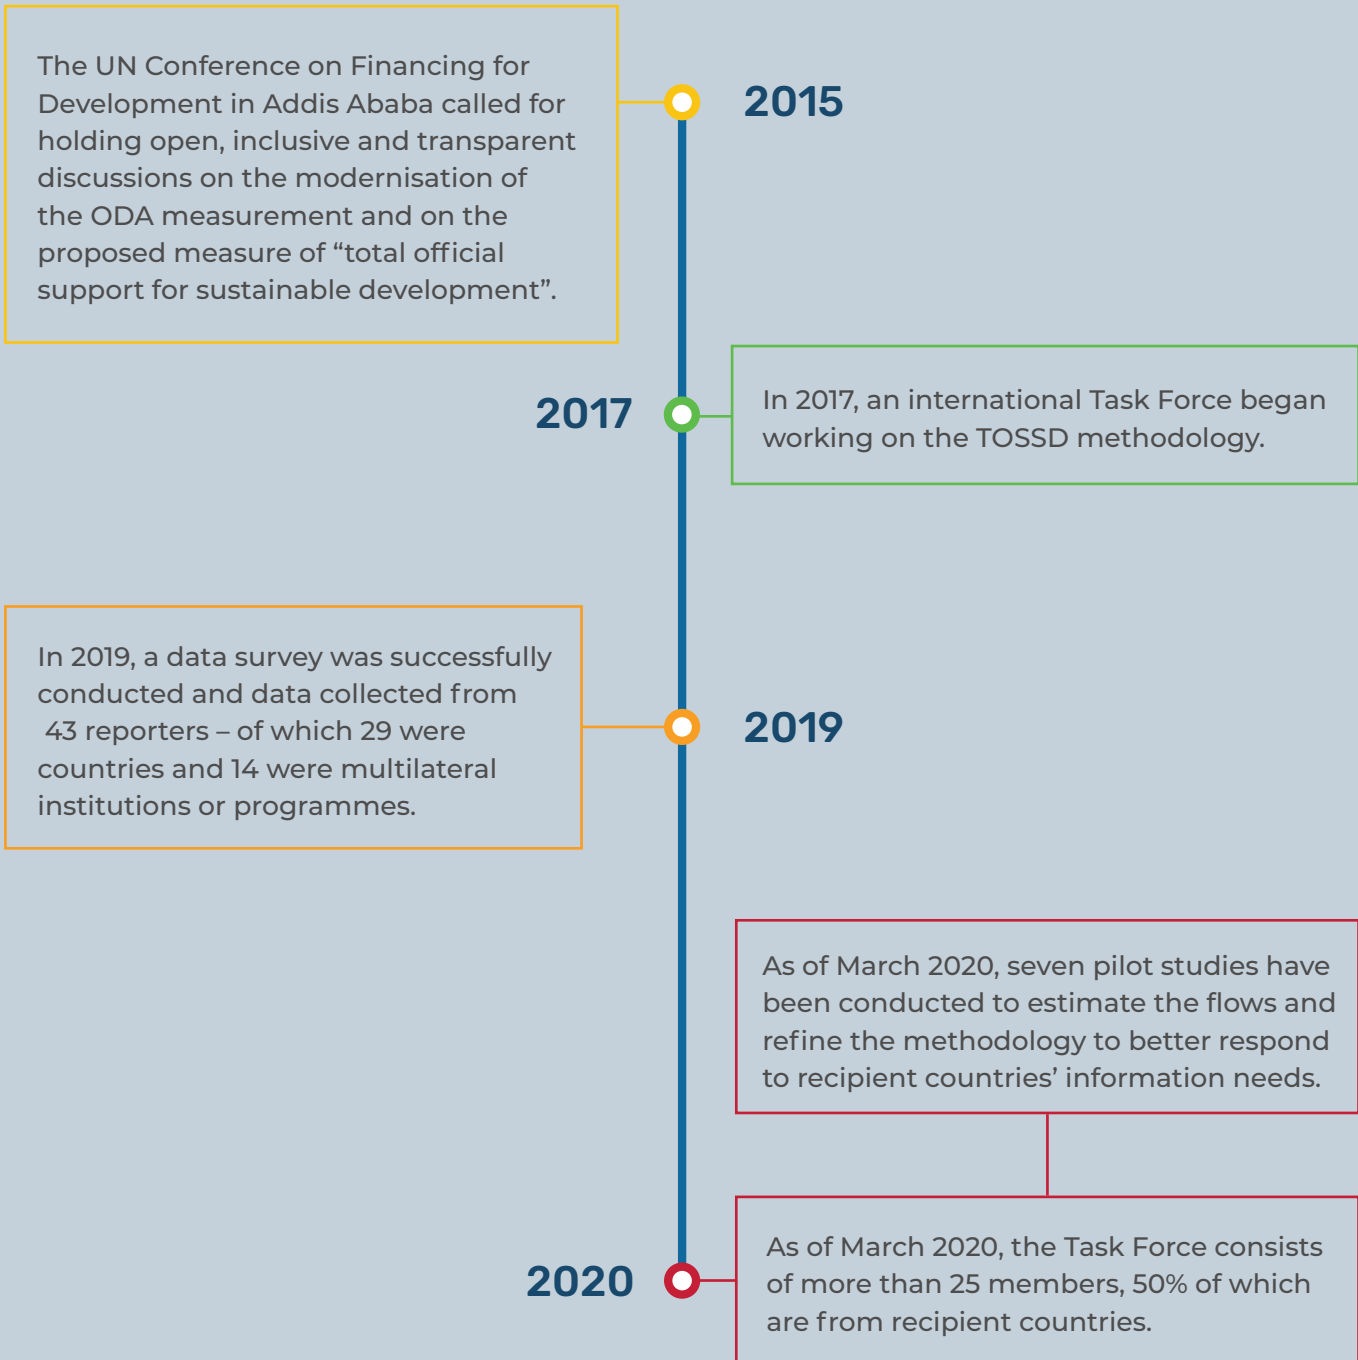 The UN Conference on Financing for
Development in Addis Ababa called for
holding open, inclusive and transparent
discussions on the modernisation of
the ODA measurement and on the
proposed measure of “total official
support for sustainable development”.
2015
2017
In 2017, an international Task Force began
working on the TOSSD methodology.
In 2019, a data survey was successfully
conducted and data collected from
43 reporters – of which 29 were
countries and 14 were multilateral
institutions or programmes.
2019
As of March 2020, seven pilot studies have
been conducted to estimate the flows and
refine the methodology to better respond
to recipient countries’ information needs.
2020
As of March 2020, the Task Force consists
of more than 25 members, 50% of which
are from recipient countries.